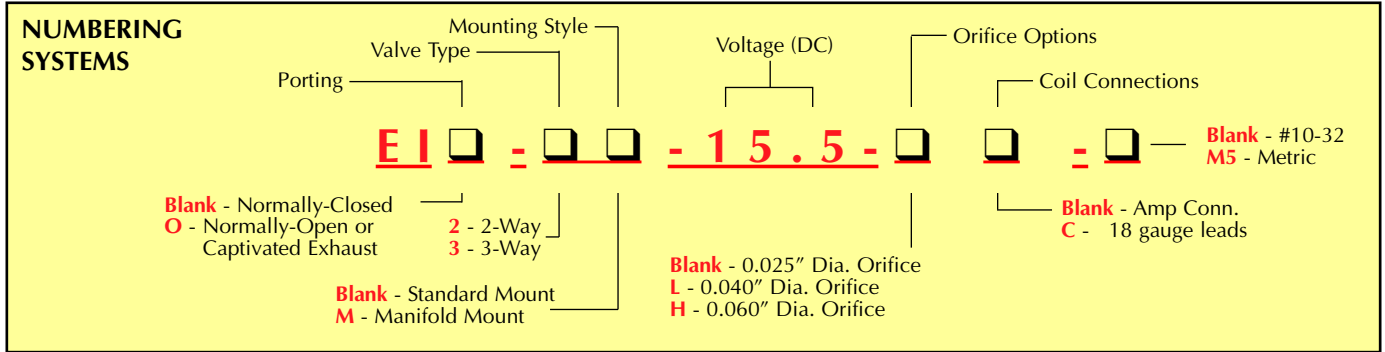 NUMBERING
SYSTEMS
Mounting Style
Valve Type
Porting
Voltage (DC)
Orifice Options
Coil Connections
EI❑ - ❑❑ - 15.5 - ❑ ❑ - ❑
Blank - #10-32
M5 - Metric
Blank - Normally-Closed
O - Normally-Open or
Captivated Exhaust
2 - 2-Way
3 - 3-Way
Blank - Standard Mount
M - Manifold Mount
Blank - 0.025″ Dia. Orifice
L - 0.040″ Dia. Orifice
H - 0.060″ Dia. Orifice
Blank - Amp Conn.
C - 18 gauge leads